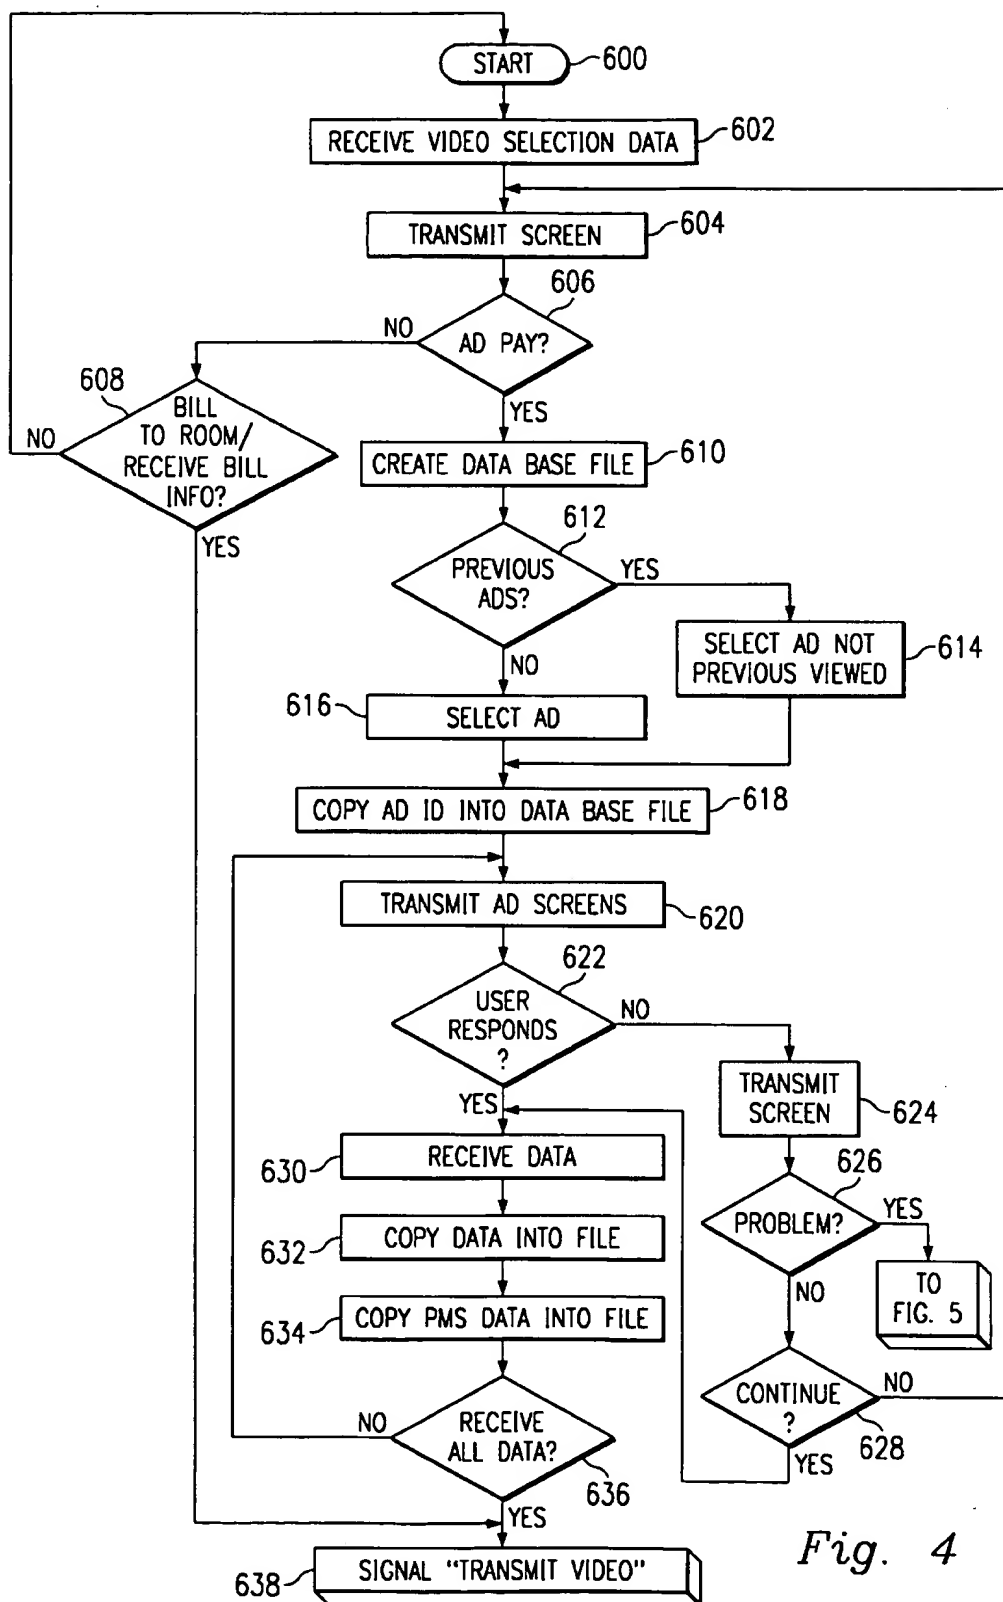 START
600
RECEIVE VIDEO SELECTION DATA
602
TRANSMIT SCREEN
604
606
AD PAY?
NO
YES
608
BILL
TO ROOM/
RECEIVE BILL
INFO?
NO
YES
CREATE DATA BASE FILE
610
612
PREVIOUS
ADS?
YES
NO
SELECT AD NOT
PREVIOUS VIEWED
614
616
SELECT AD
COPY AD ID INTO DATA BASE FILE
618
TRANSMIT AD SCREENS
620
622
USER
RESPONDS
?
NO
YES
TRANSMIT
SCREEN
624
630
RECEIVE DATA
626
PROBLEM?
YES
NO
TO
FIG. 5
632
COPY DATA INTO FILE
634
COPY PMS DATA INTO FILE
CONTINUE
?
NO
628
YES
RECEIVE
ALL DATA?
NO
636
YES
638
SIGNAL "TRANSMIT VIDEO"
Fig. 4